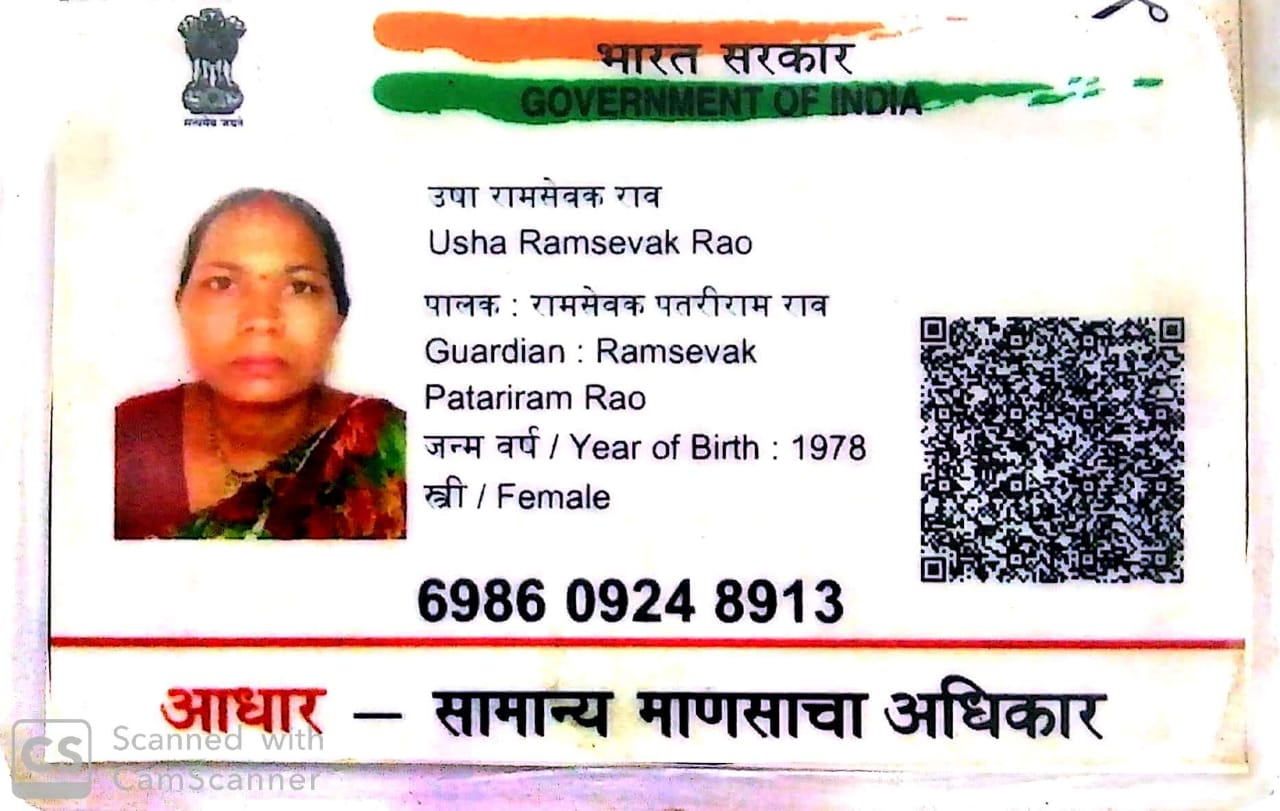 सत्यमेव जयते
भारत सरकार
GOVERNMENT OF INDIA
उषा रामसेवक राव
Usha Ramsevak Rao
पालक : रामसेवक पतरीराम राव
Guardian : Ramsevak
Patariram Rao
जन्म वर्ष / Year of Birth : 1978
स्त्री / Female
6986 0924 8913
आधार — सामान्य माणसाचा अधिकार
CS Scanned with
CamScanner